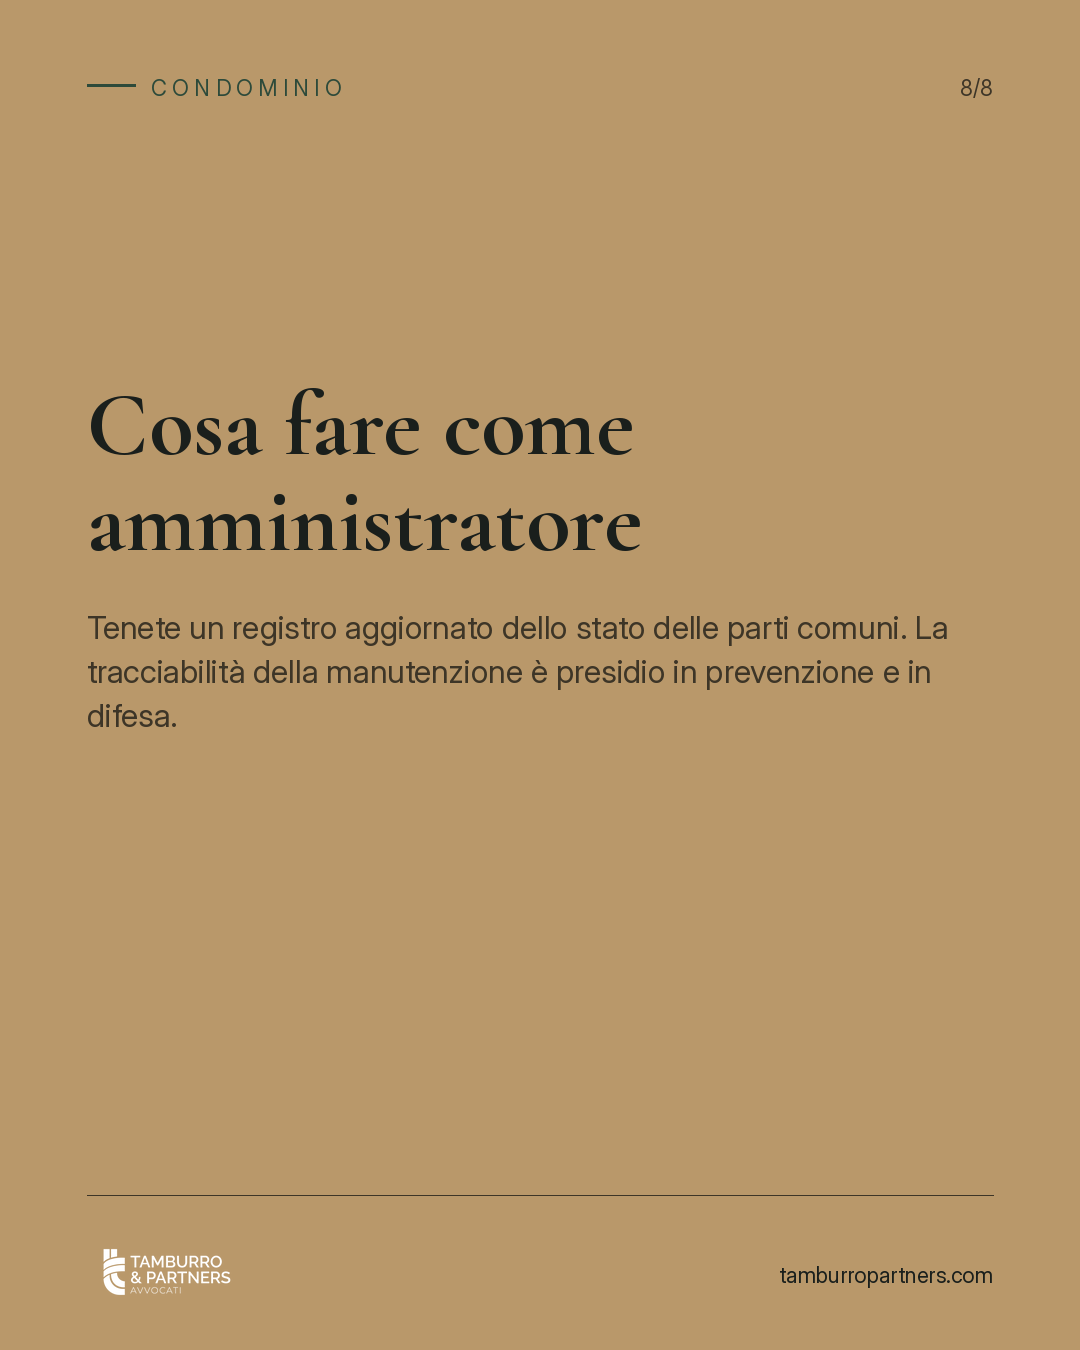 CONDOMINIO
8/8
Cosa fare come
amministratore
Tenete un registro aggiornato dello stato delle parti comuni. La
tracciabilità della manutenzione è presidio in prevenzione e in
difesa.
TAMBURRO
& PARTNERS
AVVOCATI
tamburropartners.com